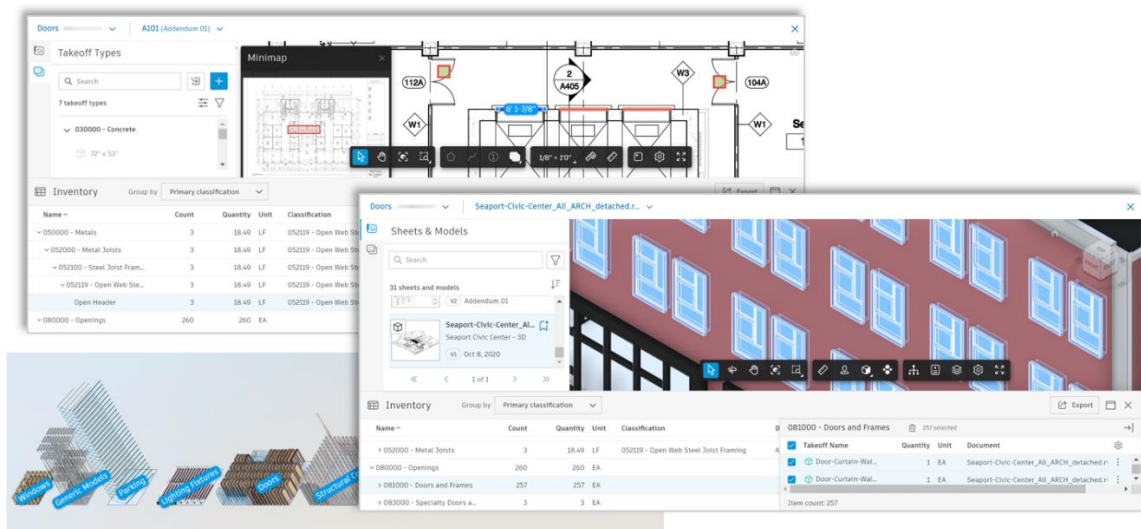 Doors
A101 (Addendum 01)
Takeoff Types
Search
7 takeoff types
030000 - Concrete
72" x 53"
Minimap
112A
2
A405
W3
104A
6' 1-7/8"
W1
W1
Se
1
1/8" = 1'0"
Inventory
Group by
Primary classification
Export
Name
Count
Quantity
Unit
Classification
050000 - Metals
3
18.49
LF
052000 - Metal Joists
3
18.49
LF
052119 - Open Web Ste
052100 - Steel Joist Fram...
3
18.49
LF
052119 - Open Web Ste
052119 - Open Web Ste...
3
18.49
LF
052119 - Open Web Ste
Open Header
3
18.49
LF
052119 - Open Web Ste
080000 - Openings
260
260
EA
Doors
Seaport-Civic-Center_All_ARCH_detached.r...
Sheets & Models
Search
31 sheets and models
V2
Addendum 01
Seaport-Civic-Center_Al...
Seaport Civic Center - 3D
V1
Oct 8, 2020
1 of 1
Inventory
Group by
Primary classification
Export
Name
Count
Quantity
Unit
Classification
D
052000 - Metal Joists
3
18.49
LF
052119 - Open Web Steel Joist Framing
A
080000 - Openings
260
260
EA
081000 - Doors and Frames
257
257
EA
083000 - Specialty Doors a...
3
3
EA
081000 - Doors and Frames
257 selected
Takeoff Name
Quantity
Unit
Document
Door-Curtain-Wal...
1
EA
Seaport-Civic-Center_All_ARCH_detached.r
Door-Curtain-Wal...
1
EA
Seaport-Civic-Center_All_ARCH_detached.r
Item count: 257
Windows
Generic Models
Parking
Lighting Fixtures
Doors
Structural Co